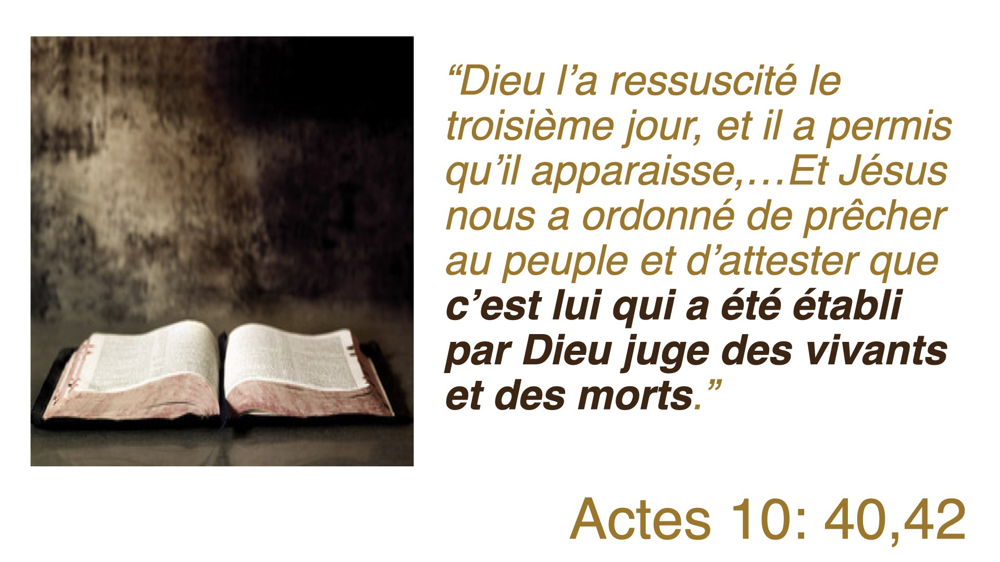 “Dieu l’a ressuscité le
troisième jour, et il a permis
qu’il apparaisse,…Et Jésus
nous a ordonné de prêcher
au peuple et d’attester que
c’est lui qui a été établi
par Dieu juge des vivants
et des morts.”
Actes 10: 40,42